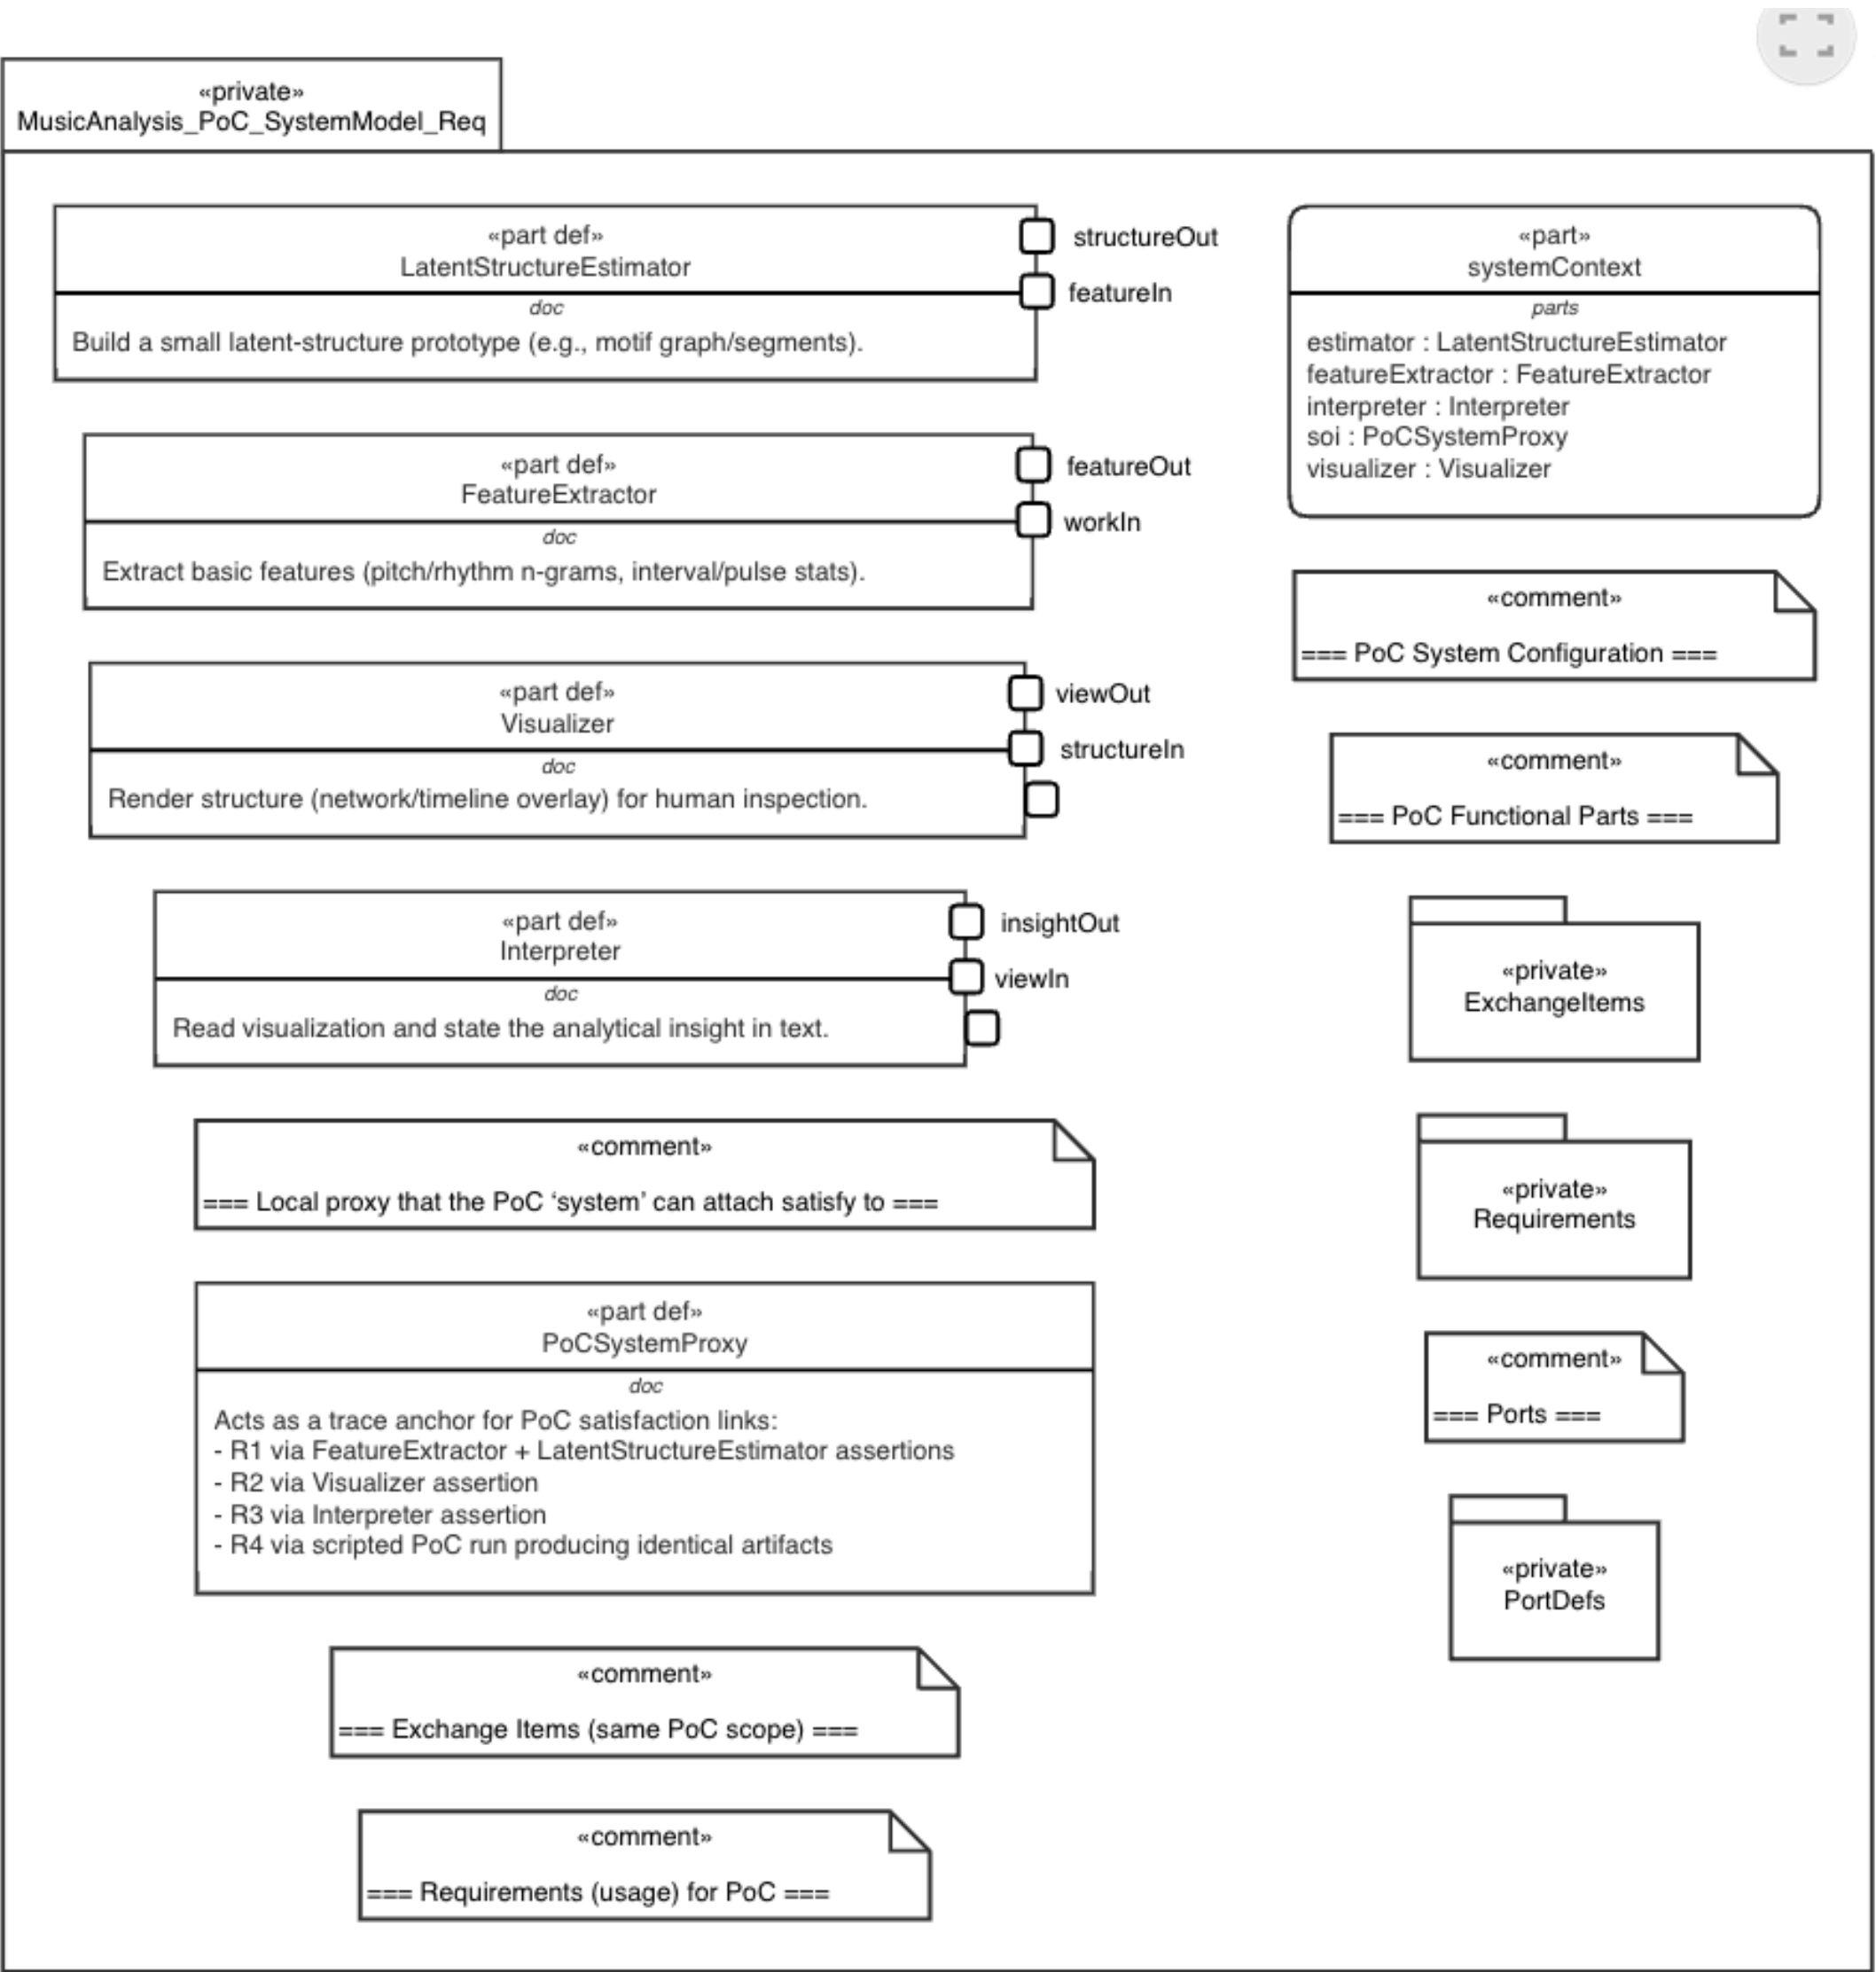 «private»
MusicAnalysis_PoC_SystemModel_Req
«part def»
LatentStructureEstimator
doc
Build a small latent-structure prototype (e.g., motif graph/segments).
structureOut
featureIn
«part def»
FeatureExtractor
doc
Extract basic features (pitch/rhythm n-grams, interval/pulse stats).
featureOut
workIn
«part def»
Visualizer
doc
Render structure (network/timeline overlay) for human inspection.
viewOut
structureIn
«part def»
Interpreter
doc
Read visualization and state the analytical insight in text.
insightOut
viewIn
«comment»
=== Local proxy that the PoC ‘system’ can attach satisfy to ===
«part def»
PoCSystemProxy
doc
Acts as a trace anchor for PoC satisfaction links:
- R1 via FeatureExtractor + LatentStructureEstimator assertions
- R2 via Visualizer assertion
- R3 via Interpreter assertion
- R4 via scripted PoC run producing identical artifacts
«comment»
=== Exchange Items (same PoC scope) ===
«comment»
=== Requirements (usage) for PoC ===
«part»
systemContext
parts
estimator : LatentStructureEstimator
featureExtractor : FeatureExtractor
interpreter : Interpreter
soi : PoCSystemProxy
visualizer : Visualizer
«comment»
=== PoC System Configuration ===
«comment»
=== PoC Functional Parts ===
«private»
ExchangeItems
«private»
Requirements
«comment»
=== Ports ===
«private»
PortDefs